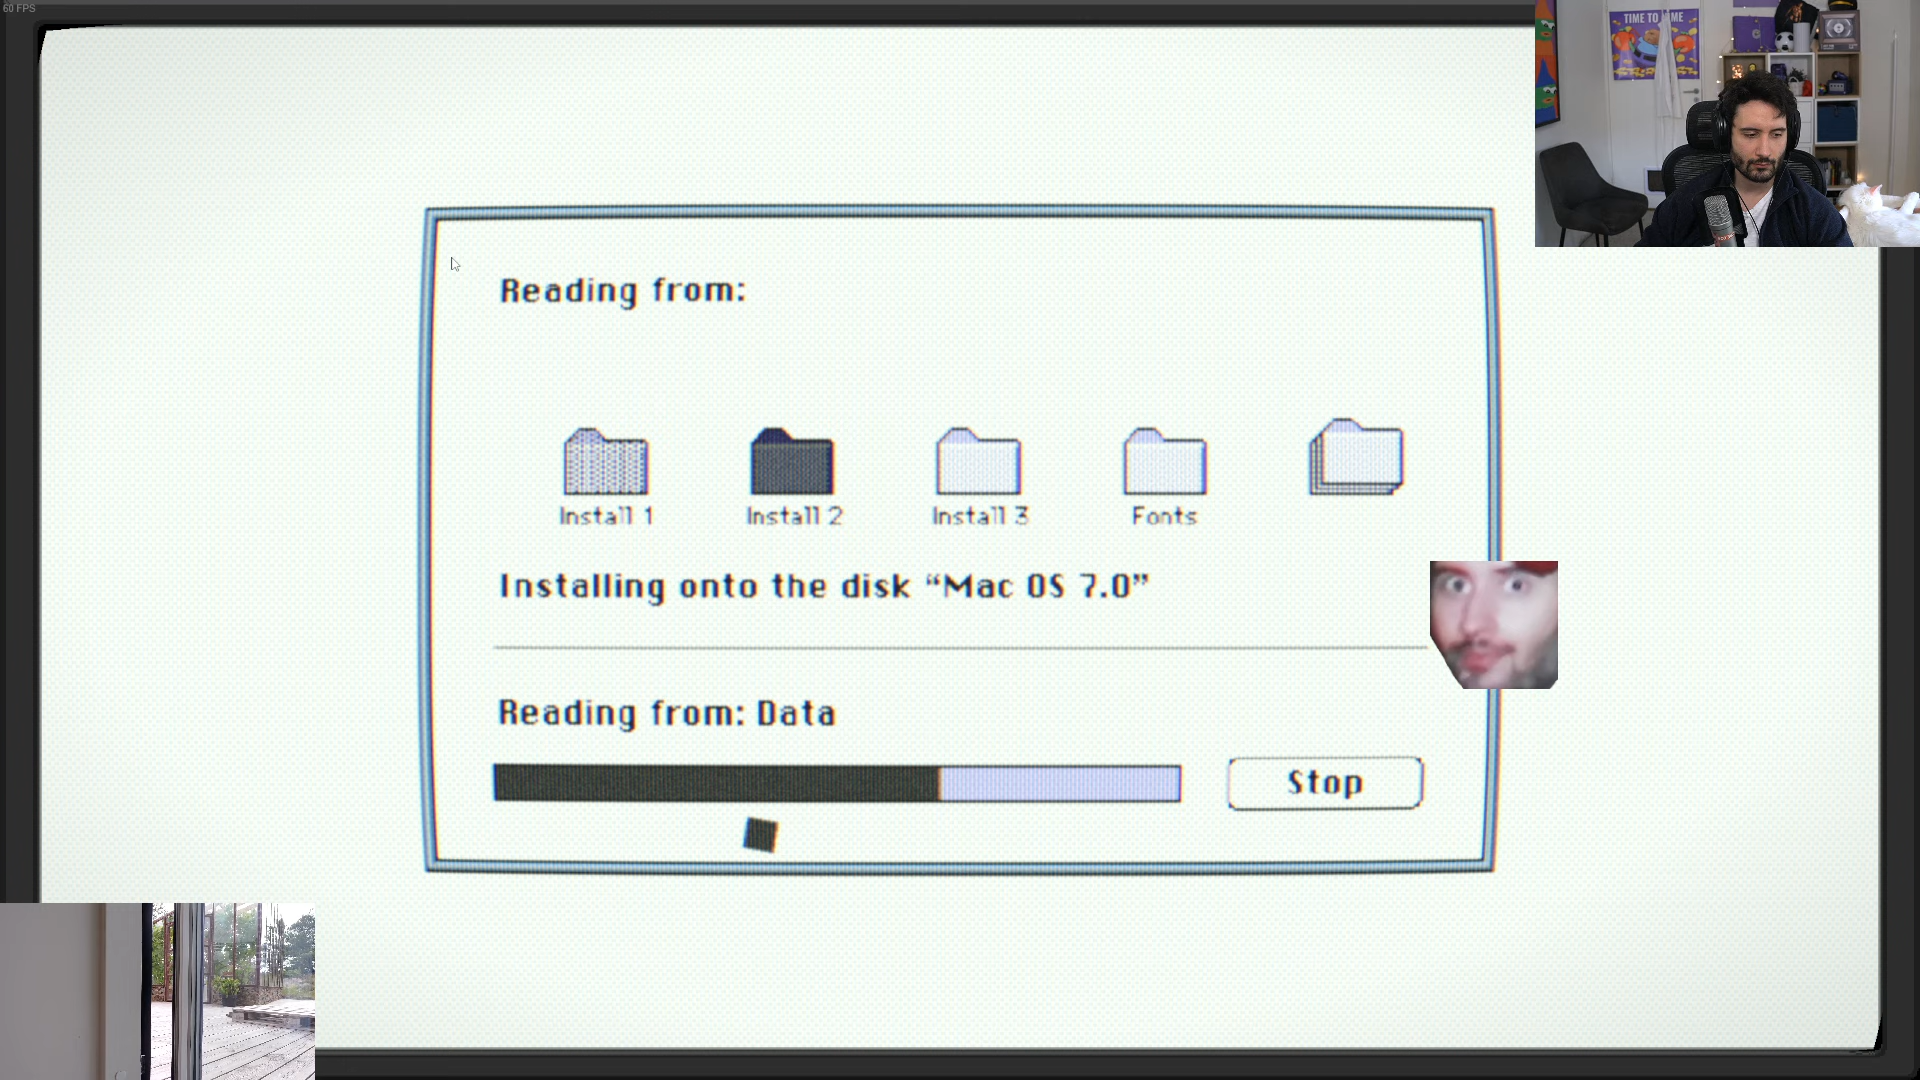 60 FPS
TIME TO
Reading from:
Install 1
Install 2
Install 3
Fonts
Installing onto the disk “Mac OS 7.0”
Reading from: Data
Stop